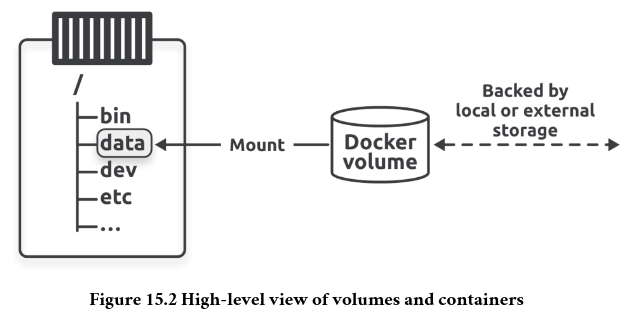 /
bin
data
dev
etc
...
Mount
Docker
volume
Backed by
local or external
storage
Figure 15.2 High-level view of volumes and containers